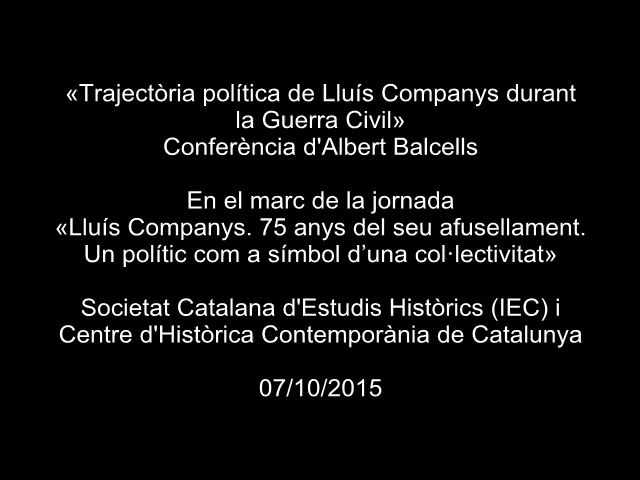 «Trajectòria política de Lluís Companys durant
la Guerra Civil»
Conferència d'Albert Balcells
En el marc de la jornada
«Lluís Companys. 75 anys del seu afusellament.
Un polític com a símbol d’una col·lectivitat»
Societat Catalana d'Estudis Històrics (IEC) i
Centre d'Històrica Contemporània de Catalunya
07/10/2015